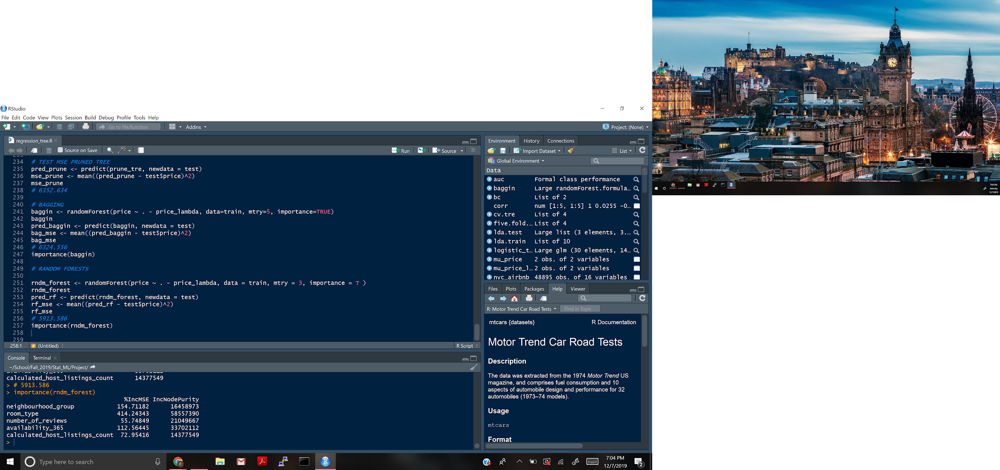 RStudio
File Edit Code View Plots Session Build Debug Profile Tools Help
Go to file/function
Addins
Project: (None)
regression_tree.R
Source on Save
Run
Source
233
234 # TEST MSE PRUNED TREE
235 pred_prune <- predict(prune_tre, newdata = test)
236 mse_prune <- mean((pred_prune - test$price)^2)
237 mse_prune
238 # 6352.634
239
240 # BAGGING
241 baggin <- randomForest(price ~ . - price_lambda, data=train, mtry=5, importance=TRUE)
242 baggin
243 pred_baggin <- predict(baggin, newdata = test)
244 bag_mse <- mean((pred_baggin - test$price)^2)
245 bag_mse
246 # 6324.556
247 importance(baggin)
248
249 # RANDOM FORESTS
250
251 rndm_forest <- randomForest(price ~ . - price_lambda, data = train, mtry = 3, importance = T )
252 rndm_forest
253 pred_rf <- predict(rndm_forest, newdata = test)
254 rf_mse <- mean((pred_rf - test$price)^2)
255 rf_mse
256 # 5913.586
257 importance(rndm_forest)
258
259
258:1 # (Untitled) R Script
Console Terminal
~/School/Fall_2019/Stat_ML/Project/
availability_365 33702112
calculated_host_listings_count 14377549
> # 5913.586
> importance(rndm_forest)
%IncMSE IncNodePurity
neighbourhood_group 154.71182 16458973
room_type 414.24343 58557390
number_of_reviews 55.74849 21049667
availability_365 112.56445 33702112
calculated_host_listings_count 72.95416 14377549
>
Environment History Connections
Import Dataset
List
Global Environment
Data
auc Formal class performance
baggin Large randomForest.formula…
bc List of 2
corr num [1:5, 1:5] 1 0.0255 -0…
cv.tre List of 4
five.fold.… List of 4
lda.test Large list (3 elements, 3.…
lda.train List of 10
logistic_t… Large glm (30 elements, 14…
mu_price 2 obs. of 2 variables
mu_price_l… 2 obs. of 2 variables
nyc_airbnb 48895 obs. of 16 variables
Files Plots Packages Help Viewer
R: Motor Trend Car Road Tests
Find in Topic
mtcars {datasets} R Documentation
Motor Trend Car Road Tests
Description
The data was extracted from the 1974 Motor Trend US
magazine, and comprises fuel consumption and 10
aspects of automobile design and performance for 32
automobiles (1973–74 models).
Usage
mtcars
Format
Type here to search
7:04 PM
12/7/2019
2
7:04 PM
Saturday
12/7/2019